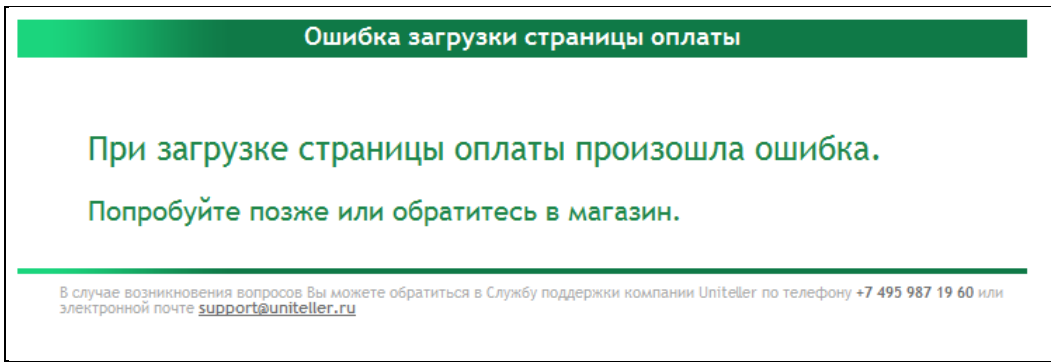 Ошибка загрузки страницы оплаты
При загрузке страницы оплаты произошла ошибка.
Попробуйте позже или обратитесь в магазин.
В случае возникновения вопросов Вы можете обратиться в Службу поддержки компании Uniteller по телефону +7 495 987 19 60 или
электронной почте support@uniteller.ru